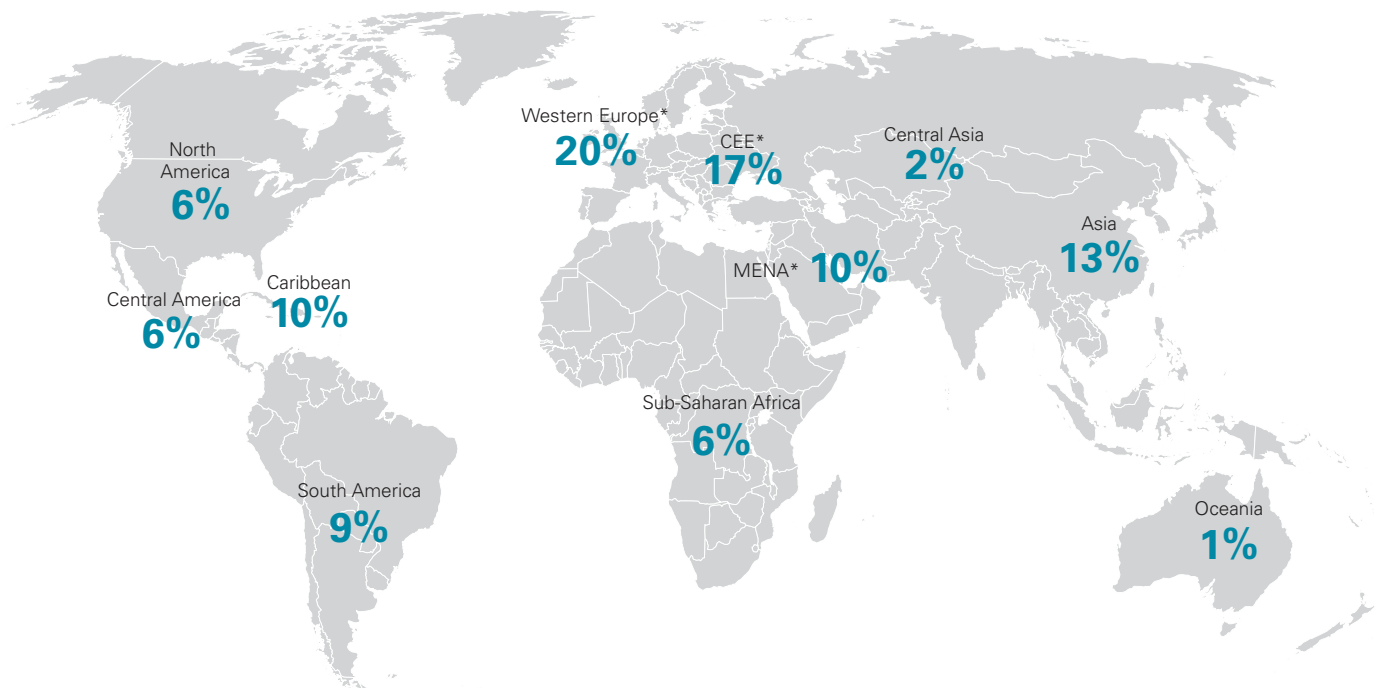 Western Europe*
20%
CEE*
17%
Central Asia
2%
North
America
6%
Asia
13%
MENA*
10%
Caribbean
10%
Central America
6%
Sub-Saharan Africa
6%
South America
9%
Oceania
1%